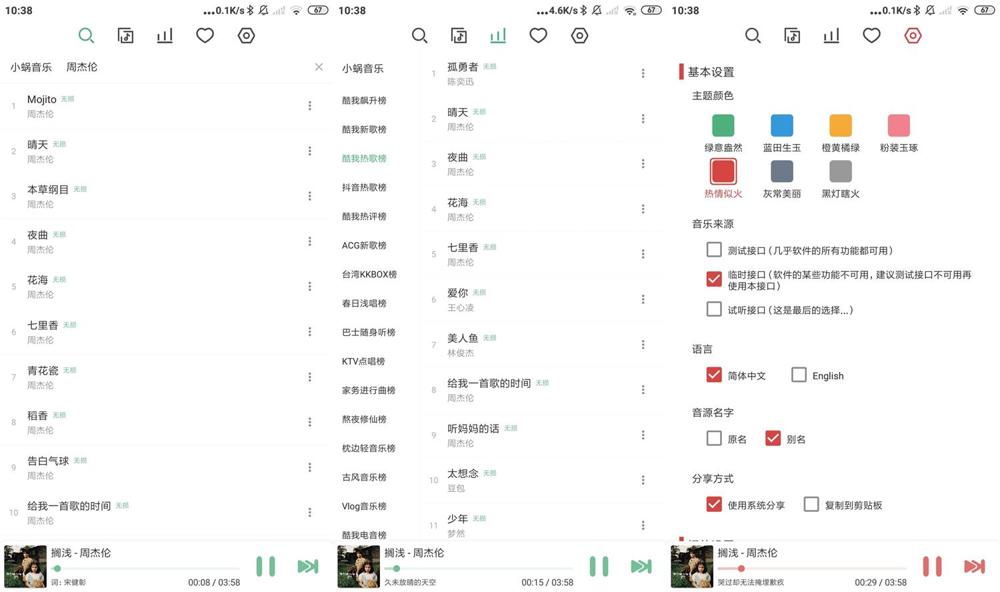 10:38
...0.1K/s
67
小蜗音乐
周杰伦
1
Mojito 无损
周杰伦
2
晴天 无损
周杰伦
3
本草纲目 无损
周杰伦
4
夜曲 无损
周杰伦
5
花海 无损
周杰伦
6
七里香 无损
周杰伦
7
青花瓷 无损
周杰伦
8
稻香 无损
周杰伦
9
告白气球 无损
周杰伦
10
给我一首歌的时间 无损
周杰伦
搁浅 - 周杰伦
词：宋健彰
00:08 / 03:58
10:38
...4.6K/s
67
小蜗音乐
酷我飙升榜
酷我新歌榜
酷我热歌榜
抖音热歌榜
酷我热评榜
ACG新歌榜
台湾KKBOX榜
春日浅唱榜
巴士随身听榜
KTV点唱榜
家务进行曲榜
熬夜修仙榜
枕边轻音乐榜
古风音乐榜
Vlog音乐榜
酷我电音榜
1
孤勇者 无损
陈奕迅
2
晴天 无损
周杰伦
3
夜曲 无损
周杰伦
4
花海 无损
周杰伦
5
七里香 无损
周杰伦
6
爱你 无损
王心凌
7
美人鱼 无损
林俊杰
8
给我一首歌的时间 无损
周杰伦
9
听妈妈的话 无损
周杰伦
10
太想念 无损
豆包
11
少年 无损
梦然
搁浅 - 周杰伦
久未放晴的天空
00:15 / 03:58
10:38
...0.1K/s
67
基本设置
主题颜色
绿意盎然
蓝田生玉
橙黄橘绿
粉装玉琢
热情似火
灰常美丽
黑灯瞎火
音乐来源
测试接口（几乎软件的所有功能都可用）
临时接口（软件的某些功能不可用，建议测试接口不可用再
使用本接口）
试听接口（这是最后的选择...）
语言
简体中文
English
音源名字
原名
别名
分享方式
使用系统分享
复制到剪贴板
搁浅 - 周杰伦
哭过却无法掩埋歉疚
00:29 / 03:58